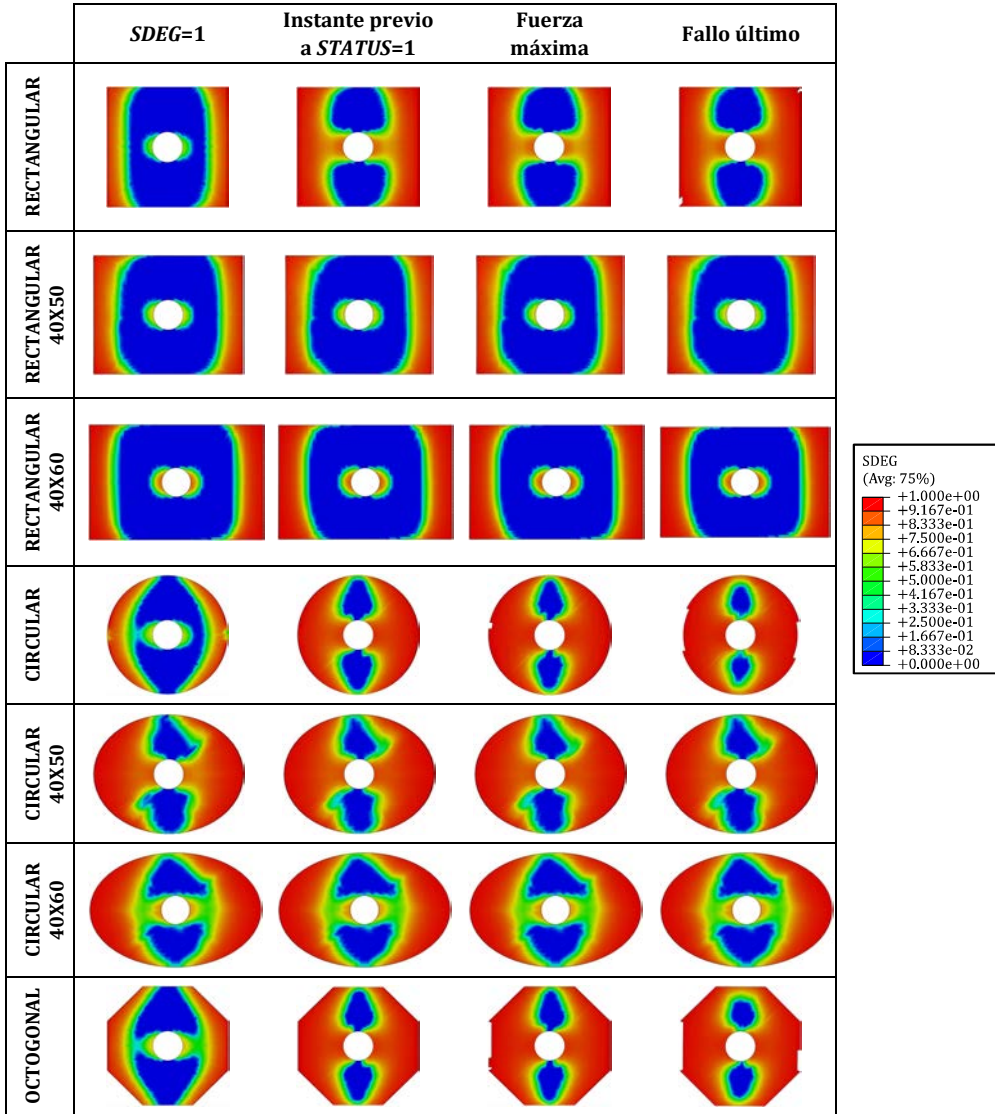 SDEG=1
Instante previo
a STATUS=1
Fuerza
máxima
Fallo último
RECTANGULAR
RECTANGULAR
40X50
RECTANGULAR
40X60
CIRCULAR
CIRCULAR
40X50
CIRCULAR
40X60
OCTOGONAL
SDEG
(Avg: 75%)
+1.000e+00
+9.167e-01
+8.333e-01
+7.500e-01
+6.667e-01
+5.833e-01
+5.000e-01
+4.167e-01
+3.333e-01
+2.500e-01
+1.667e-01
+8.333e-02
+0.000e+00